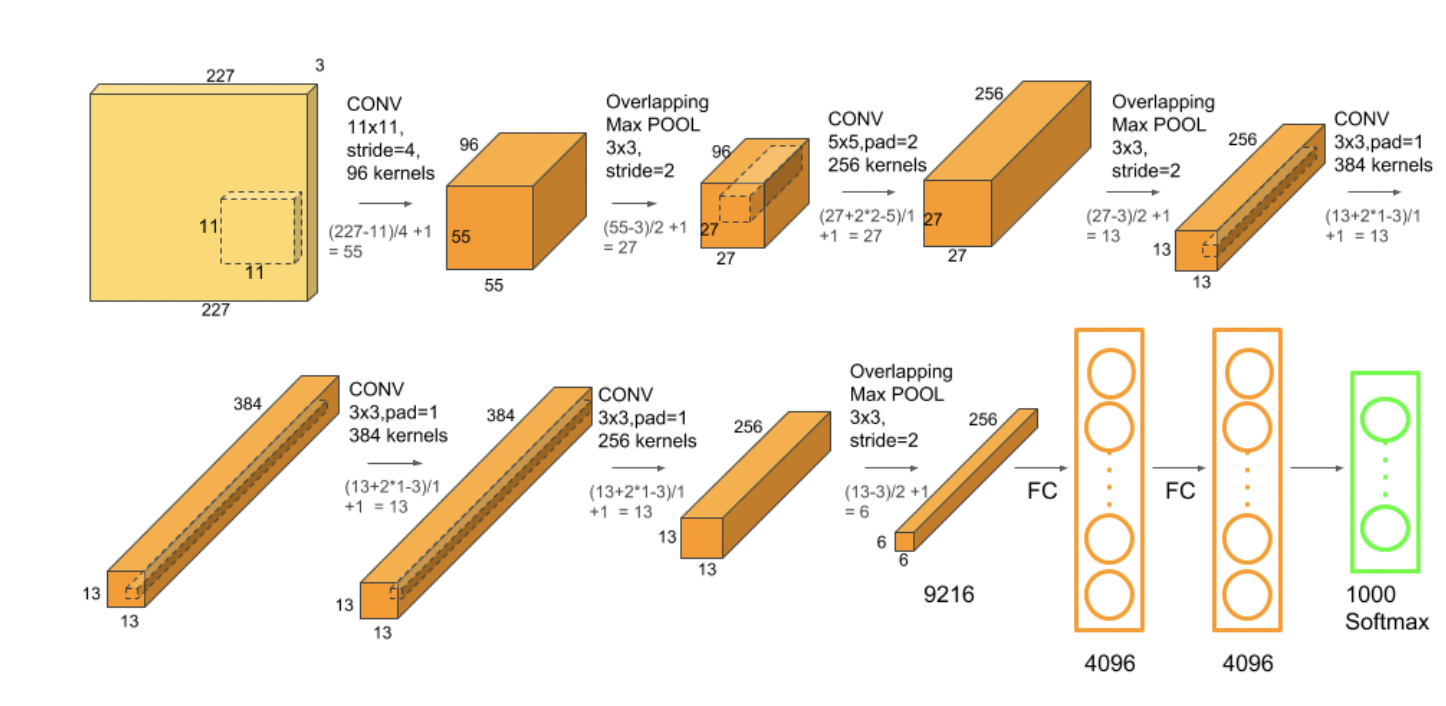 227
3
11
11
227
CONV
11x11,
stride=4,
96 kernels
(227-11)/4 +1
= 55
96
55
55
Overlapping
Max POOL
3x3,
stride=2
(55-3)/2 +1
= 27
96
27
27
CONV
5x5,pad=2
256 kernels
(27+2*2-5)/1
+1 = 27
256
27
27
Overlapping
Max POOL
3x3,
stride=2
(27-3)/2 +1
= 13
256
13
13
CONV
3x3,pad=1
384 kernels
(13+2*1-3)/1
+1 = 13
384
13
13
CONV
3x3,pad=1
384 kernels
(13+2*1-3)/1
+1 = 13
384
13
13
CONV
3x3,pad=1
256 kernels
(13+2*1-3)/1
+1 = 13
256
13
13
Overlapping
Max POOL
3x3,
stride=2
(13-3)/2 +1
= 6
256
6
6
9216
FC
4096
FC
4096
1000
Softmax